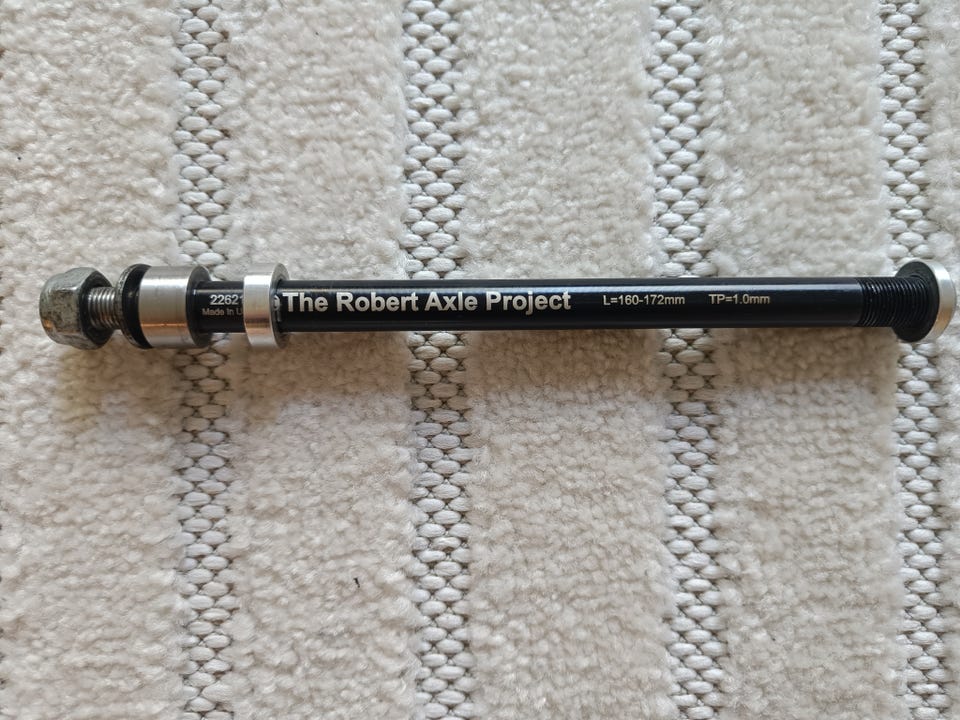 22621
Made In U
The Robert Axle Project
L=160-172mm
TP=1.0mm